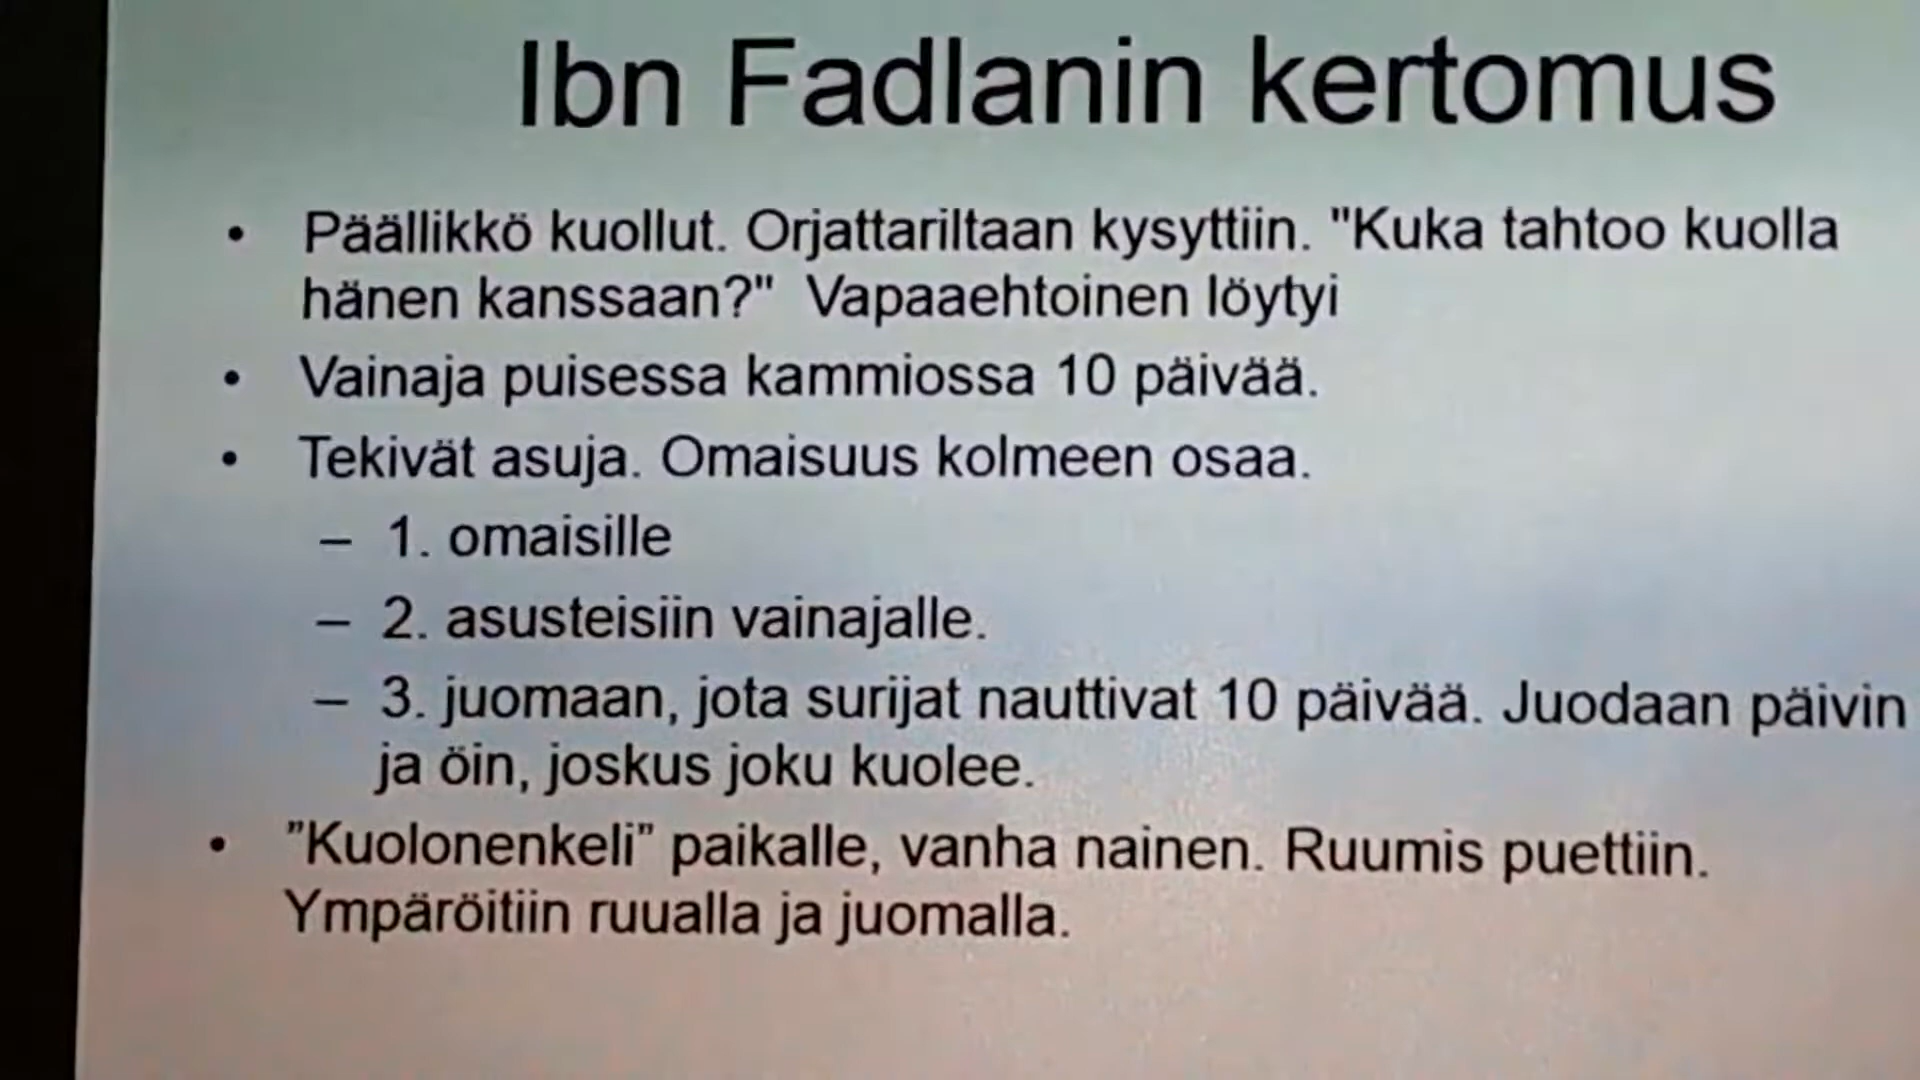 Ibn Fadlanin kertomus
• Päällikkö kuollut. Orjattariltaan kysyttiin. "Kuka tahtoo kuolla
hänen kanssaan?" Vapaaehtoinen löytyi
• Vainaja puisessa kammiossa 10 päivää.
• Tekivät asuja. Omaisuus kolmeen osaa.
– 1. omaisille
– 2. asusteisiin vainajalle.
– 3. juomaan, jota surijat nauttivat 10 päivää. Juodaan päivin
ja öin, joskus joku kuolee.
• ”Kuolonenkeli” paikalle, vanha nainen. Ruumis puettiin.
Ympäröitiin ruualla ja juomalla.